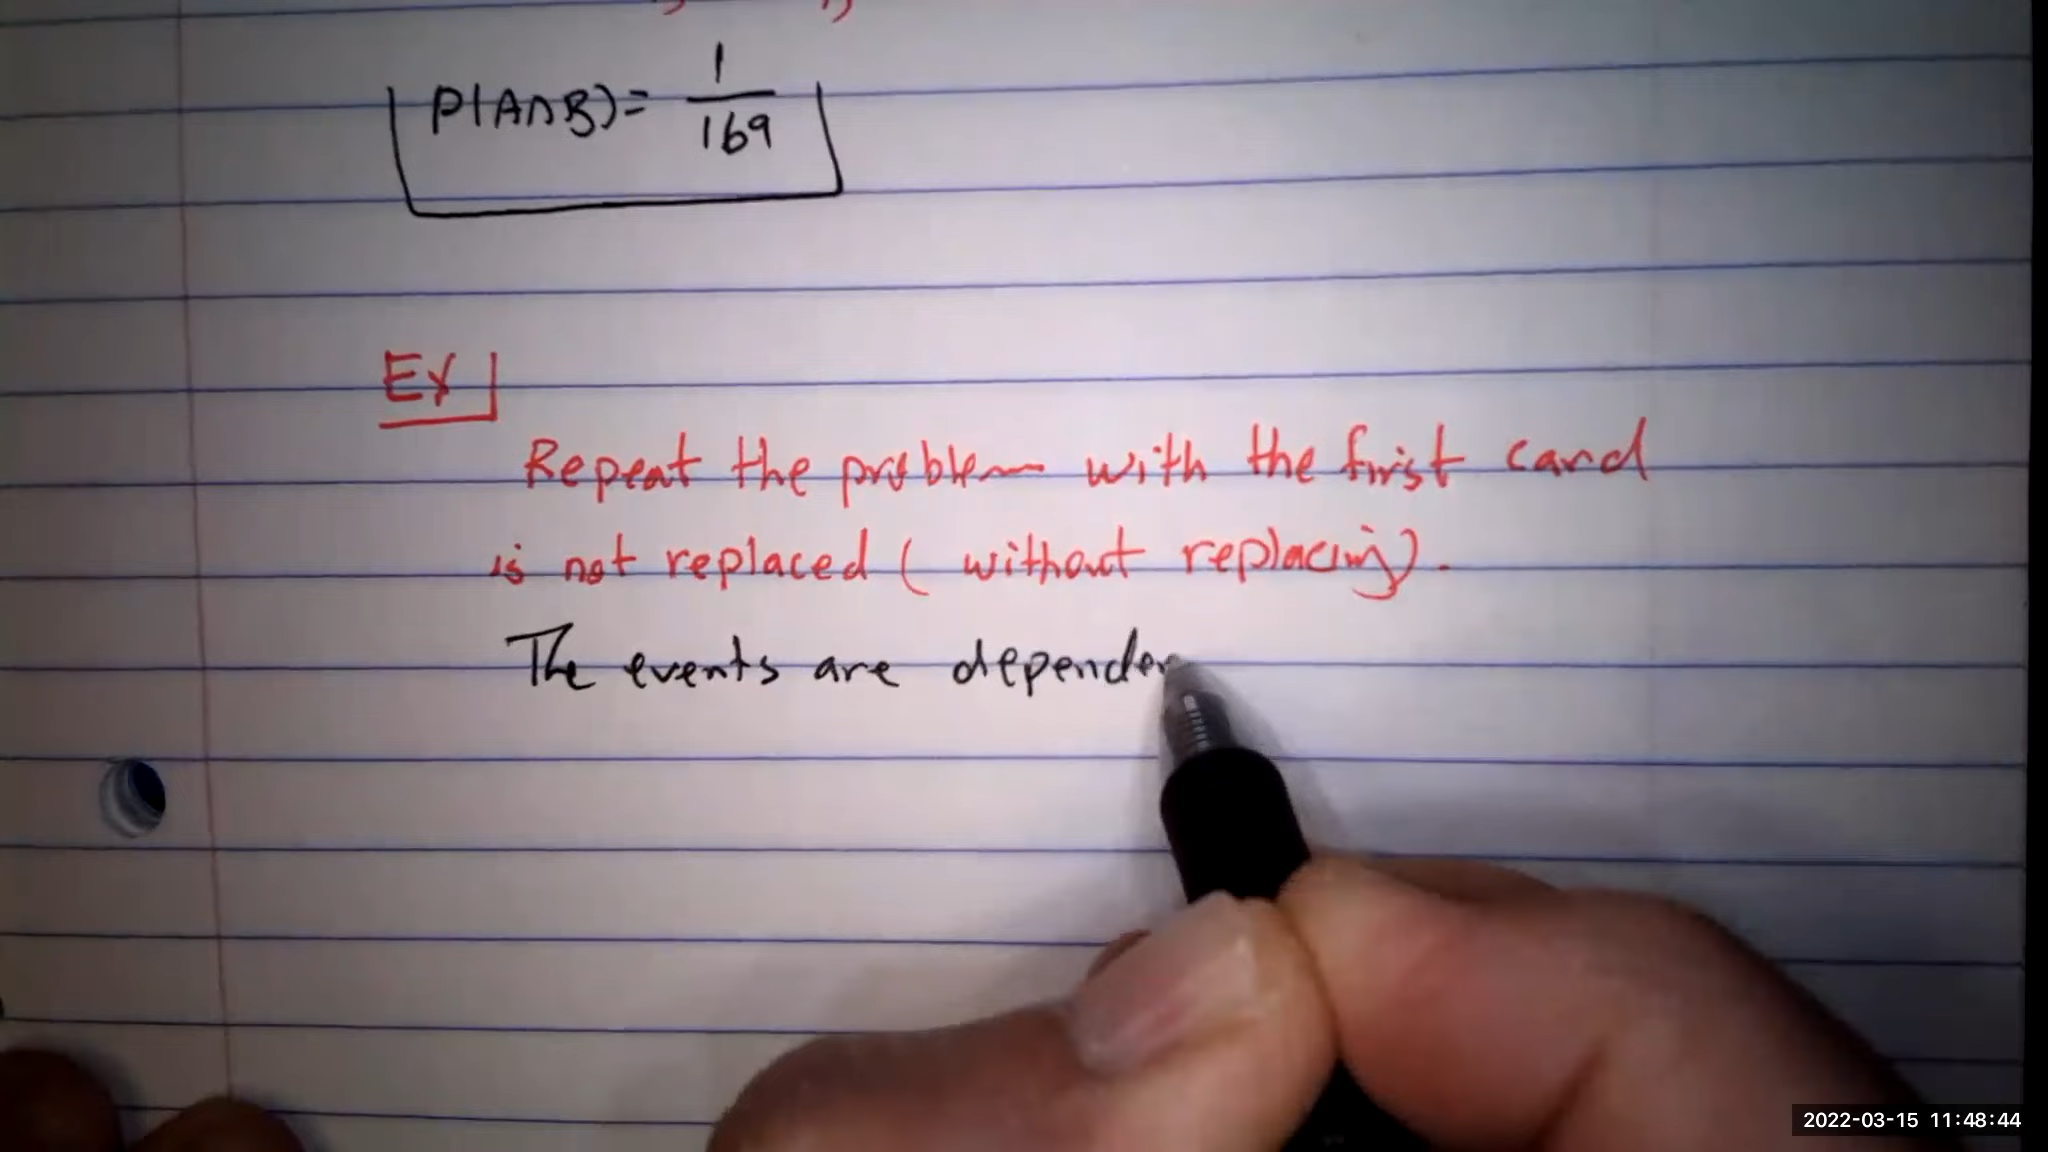 P(A∩B) = 1/169
Ex
Repeat the problem with the first card
is not replaced ( without replacing).
The events are depende
2022-03-15 11:48:44